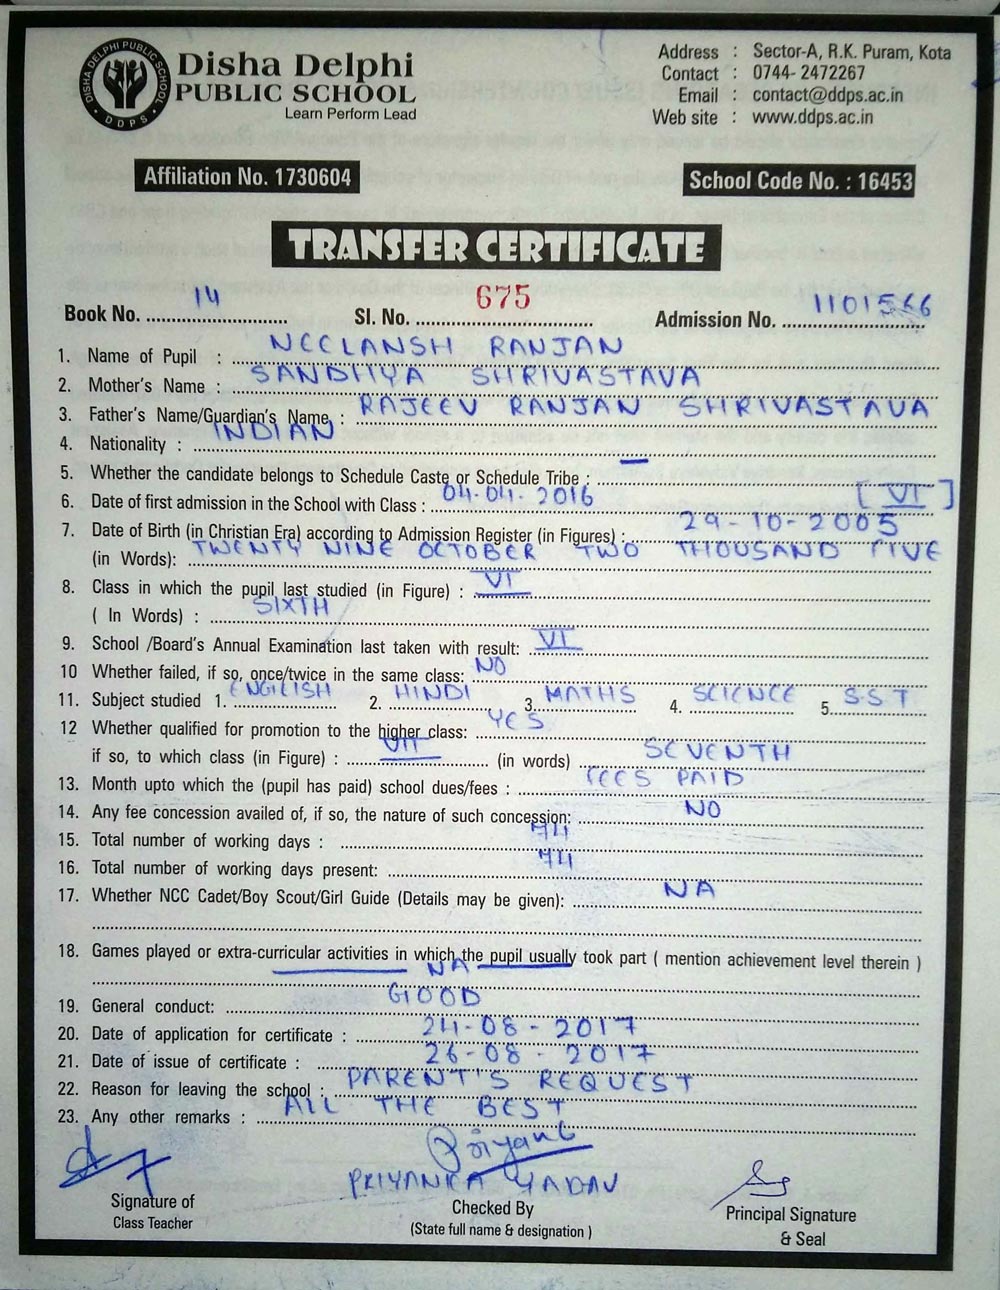 DISHA DELPHI PUBLIC SCHOOL
DDPS
Disha Delphi
PUBLIC SCHOOL
Learn Perform Lead
Address : Sector-A, R.K. Puram, Kota
Contact : 0744- 2472267
Email : contact@ddps.ac.in
Web site : www.ddps.ac.in
Affiliation No. 1730604
School Code No. : 16453
TRANSFER CERTIFICATE
Book No. 14 Sl. No. 675 Admission No. 1101566
1. Name of Pupil : NEELANSH RANJAN
2. Mother's Name : SANDHYA SHRIVASTAVA
3. Father's Name/Guardian's Name : RAJEEV RANJAN SHRIVASTAVA
4. Nationality : INDIAN
5. Whether the candidate belongs to Schedule Caste or Schedule Tribe : —
6. Date of first admission in the School with Class : 04-04-2016 [VI]
7. Date of Birth (in Christian Era) according to Admission Register (in Figures) : 29-10-2005
(in Words): TWENTY NINE OCTOBER TWO THOUSAND FIVE
8. Class in which the pupil last studied (in Figure) : VI
( In Words) : SIXTH
9. School /Board's Annual Examination last taken with result: VI
10 Whether failed, if so, once/twice in the same class: NO
11. Subject studied 1. ENGLISH 2. HINDI 3. MATHS 4. SCIENCE 5. S.S.T
12 Whether qualified for promotion to the higher class: YES
if so, to which class (in Figure) : VII (in words) SEVENTH
13. Month upto which the (pupil has paid) school dues/fees : FEES PAID
14. Any fee concession availed of, if so, the nature of such concession: NO
15. Total number of working days : 74
16. Total number of working days present: 74
17. Whether NCC Cadet/Boy Scout/Girl Guide (Details may be given): NA
18. Games played or extra-curricular activities in which the pupil usually took part ( mention achievement level therein )
NA
19. General conduct: GOOD
20. Date of application for certificate : 24-08-2017
21. Date of issue of certificate : 26-08-2017
22. Reason for leaving the school : PARENT'S REQUEST
23. Any other remarks : ALL THE BEST
Priyanka
PRIYANKA YADAV
Signature of
Class Teacher
Checked By
(State full name & designation )
Principal Signature
& Seal